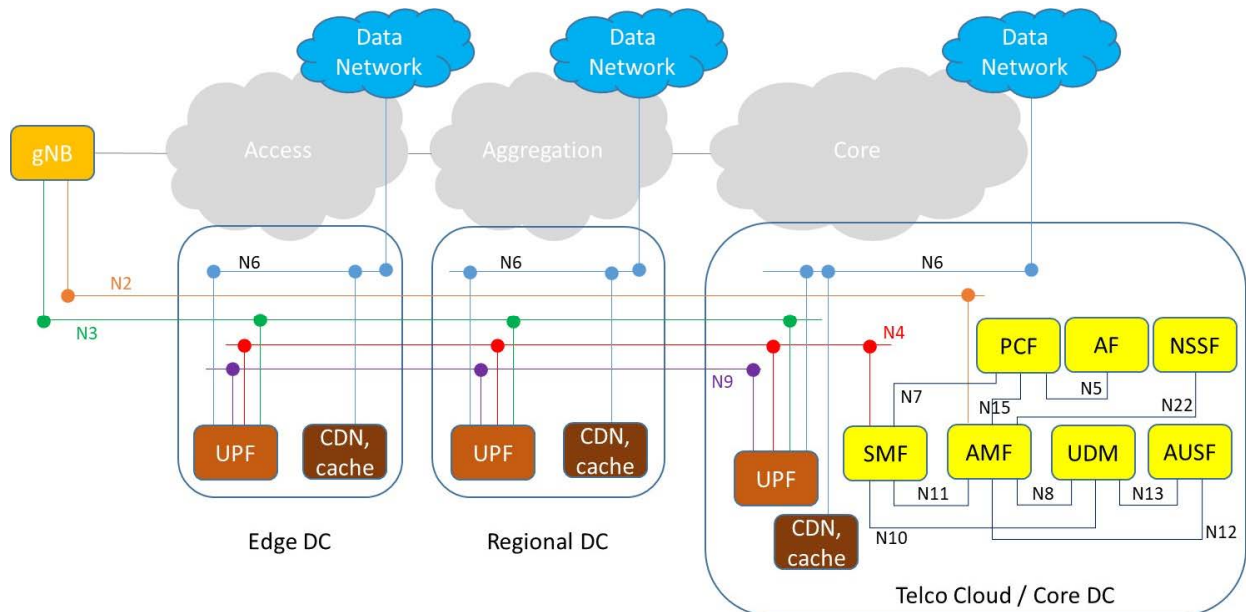 Data
Network
Data
Network
Data
Network
gNB
Access
Aggregation
Core
N6
N6
N6
N2
N3
N4
N9
PCF
AF
NSSF
N7
N15
N5
N22
UPF
CDN,
cache
UPF
CDN,
cache
UPF
CDN,
cache
SMF
AMF
UDM
AUSF
N11
N8
N13
N10
N12
Edge DC
Regional DC
Telco Cloud / Core DC